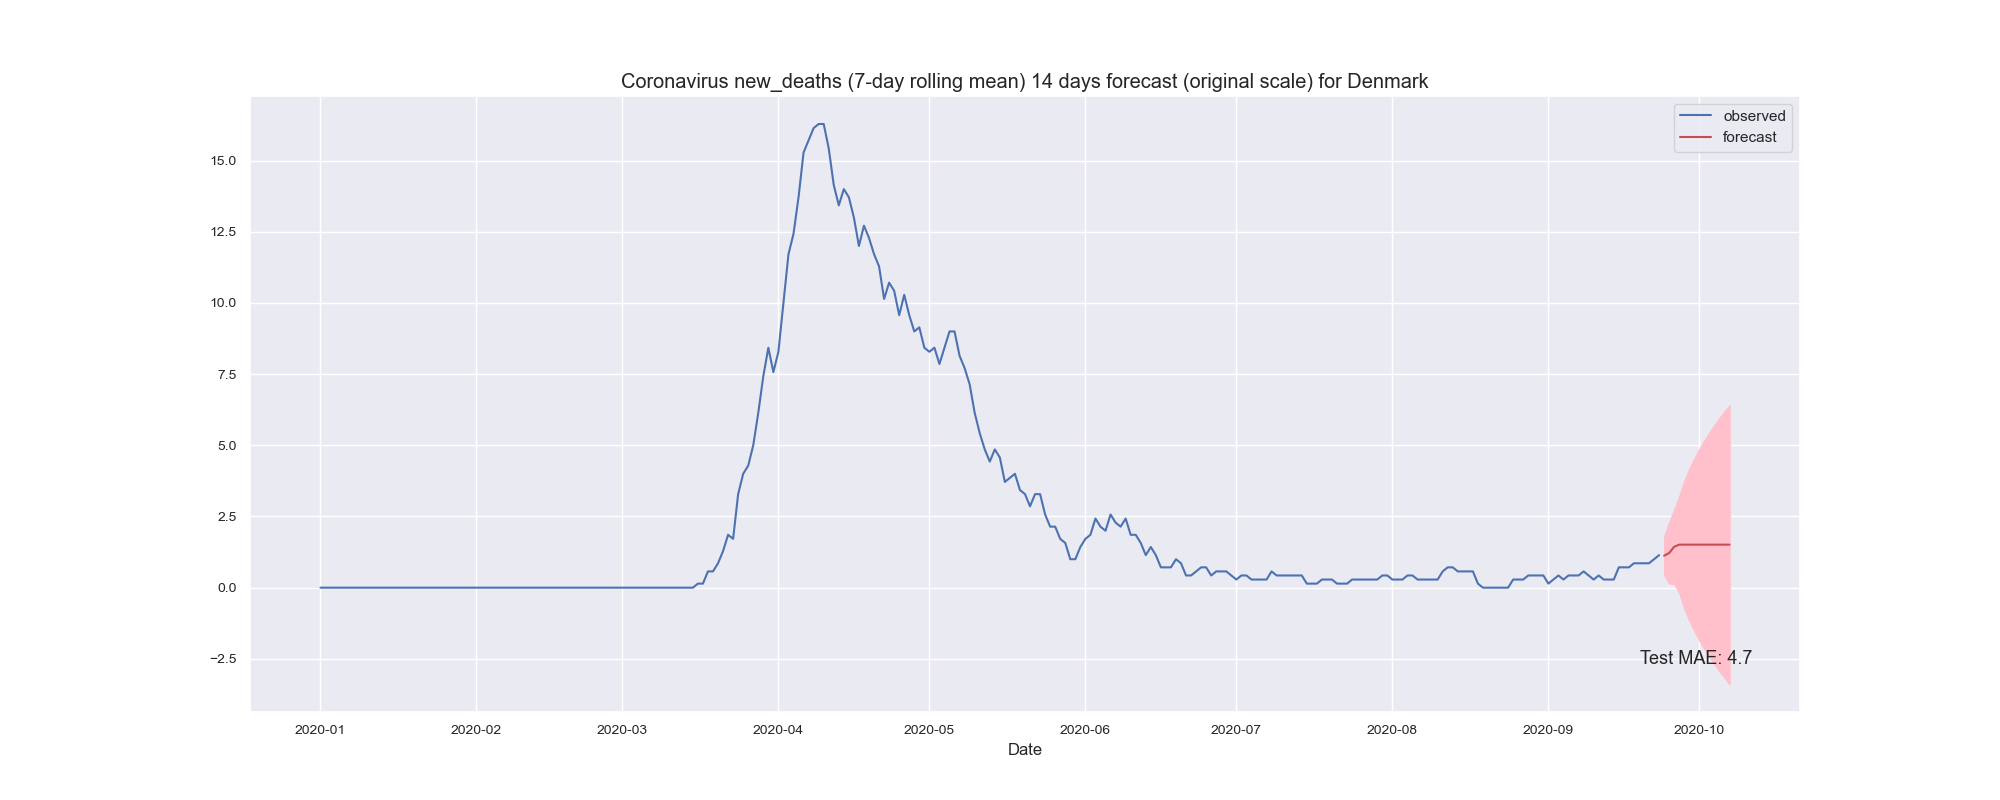 Coronavirus new_deaths (7-day rolling mean) 14 days forecast (original scale) for Denmark
observed
forecast
15.0
12.5
10.0
7.5
5.0
2.5
0.0
−2.5
Test MAE: 4.7
2020-01 2020-02 2020-03 2020-04 2020-05 2020-06 2020-07 2020-08 2020-09 2020-10
Date